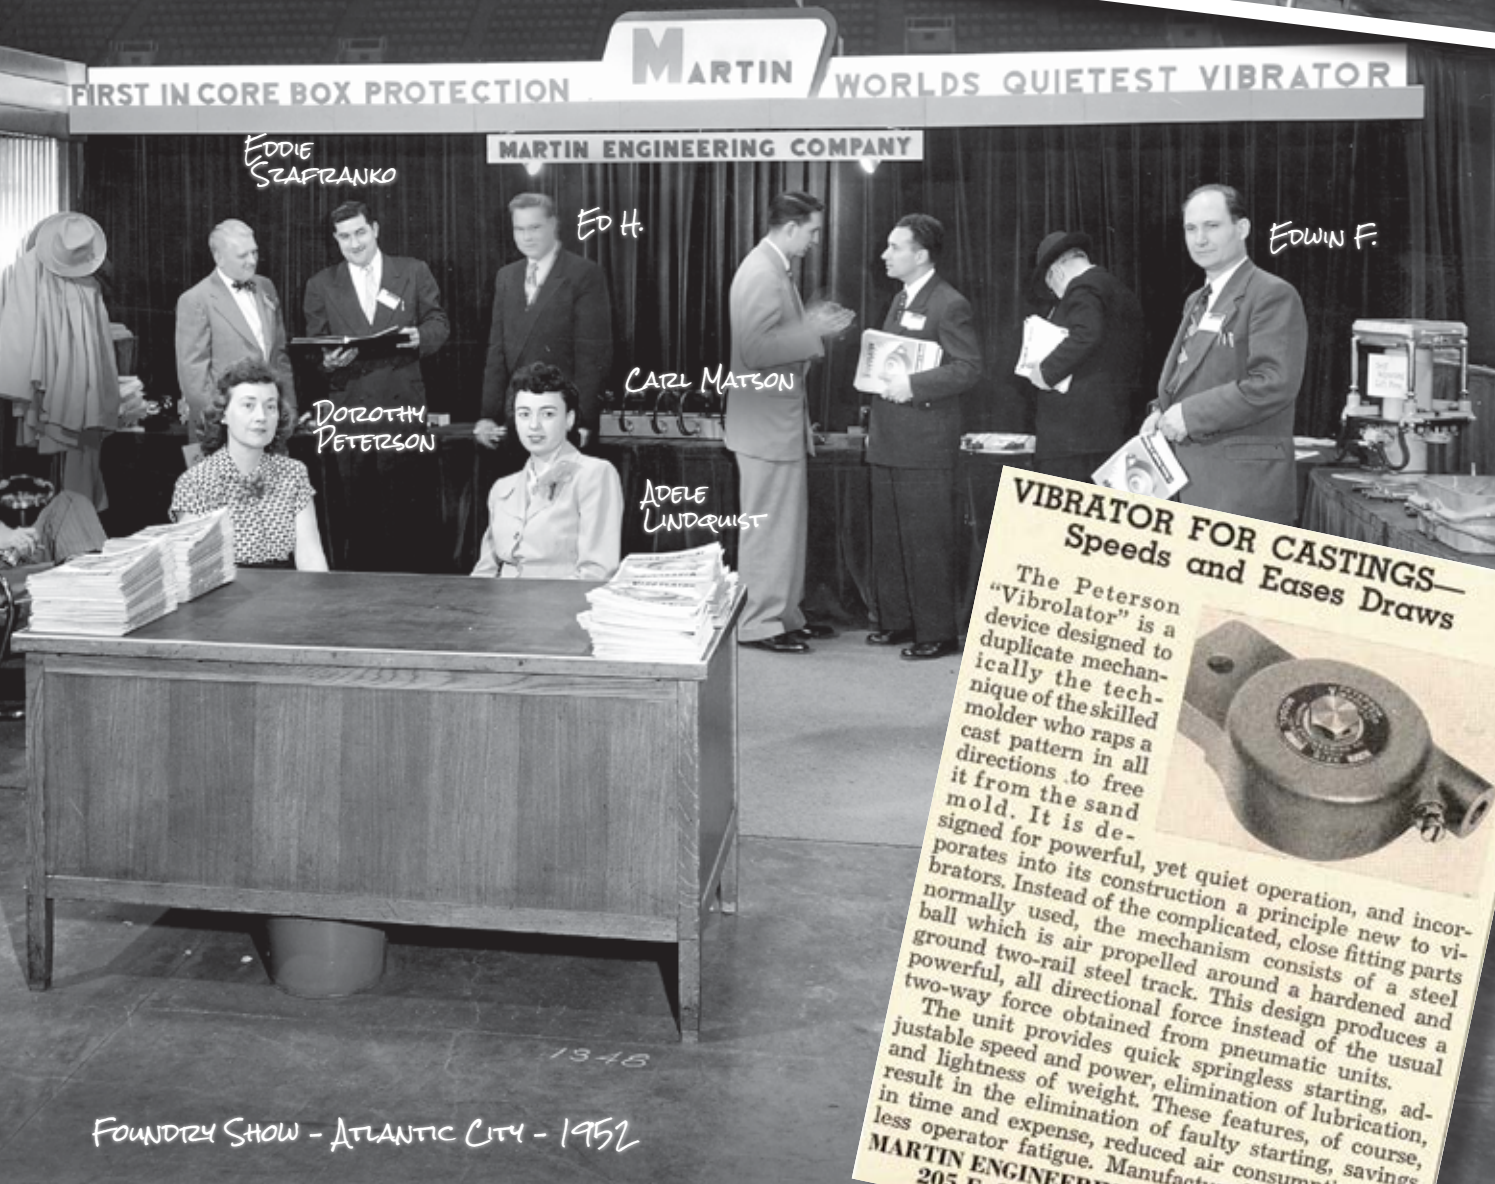 MARTIN
FIRST IN CORE BOX PROTECTION
WORLDS QUIETEST VIBRATOR
MARTIN ENGINEERING COMPANY
EDDIE
SZAFRANKO
ED H.
EDWIN F.
CARL MATSON
DOROTHY
PETERSON
ADELE
LINDQUIST
1348
FOUNDRY SHOW - ATLANTIC CITY - 1952
VIBRATOR FOR CASTINGS—
Speeds and Eases Draws
The Peterson
"Vibrolator" is a
device designed to
duplicate mechan-
ically the tech-
nique of the skilled
molder who raps a
cast pattern in all
directions to free
it from the sand
mold. It is de-
signed for powerful, yet quiet operation, and incor-
porates into its construction a principle new to vi-
brators. Instead of the complicated, close fitting parts
normally used, the mechanism consists of a steel
ball which is air propelled around a hardened and
ground two-rail steel track. This design produces a
powerful, all directional force instead of the usual
two-way force obtained from pneumatic units.
The unit provides quick springless starting, ad-
justable speed and power, elimination of lubrication,
and lightness of weight. These features, of course,
result in the elimination of faulty starting, savings
in time and expense, reduced air
less operator fatigue.
MARTIN
205